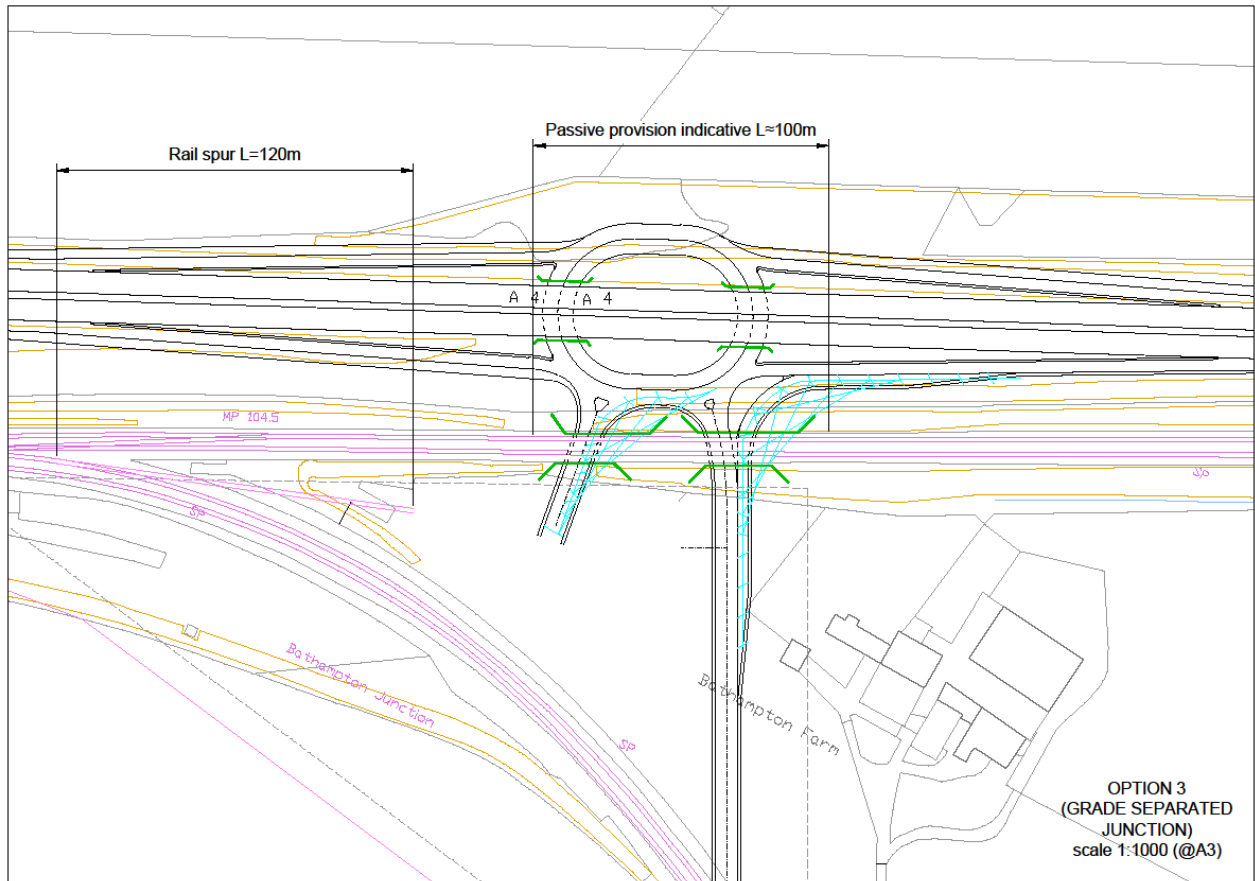 Passive provision indicative L≈100m
Rail spur L=120m
A 4 A 4
MP 104.5
SP
SP
Bathampton Junction
Bathampton Farm
SP
OPTION 3
(GRADE SEPARATED
JUNCTION)
scale 1:1000 (@A3)